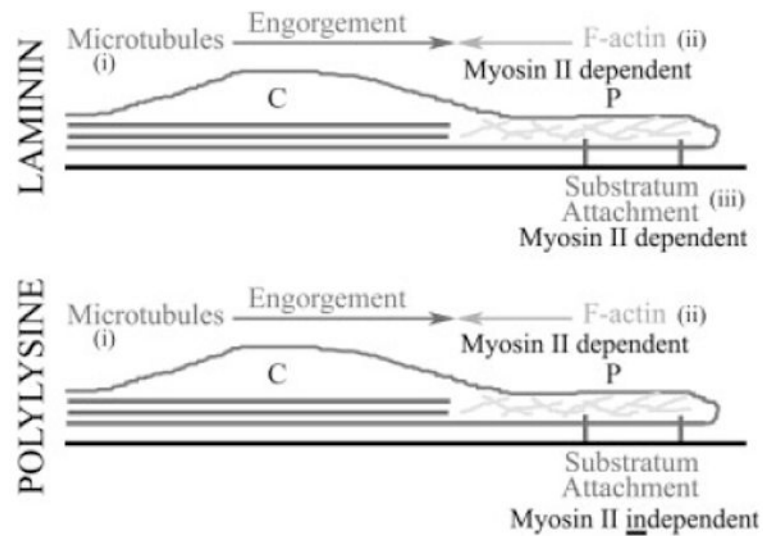 LAMININ
Engorgement
Microtubules
(i)
F-actin (ii)
Myosin II dependent
C
P
Substratum
Attachment (iii)
Myosin II dependent
POLYLYSINE
Engorgement
Microtubules
(i)
F-actin (ii)
Myosin II dependent
C
P
Substratum
Attachment
Myosin II independent